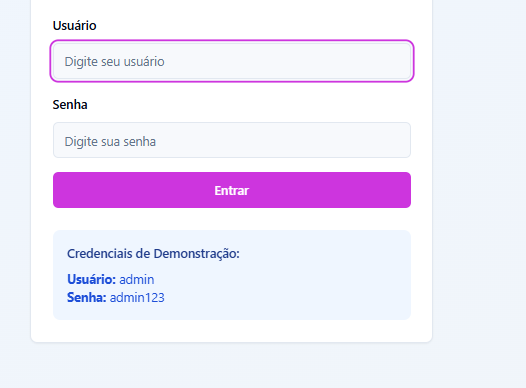 Usuário
Digite seu usuário
Senha
Digite sua senha
Entrar
Credenciais de Demonstração:
Usuário: admin
Senha: admin123